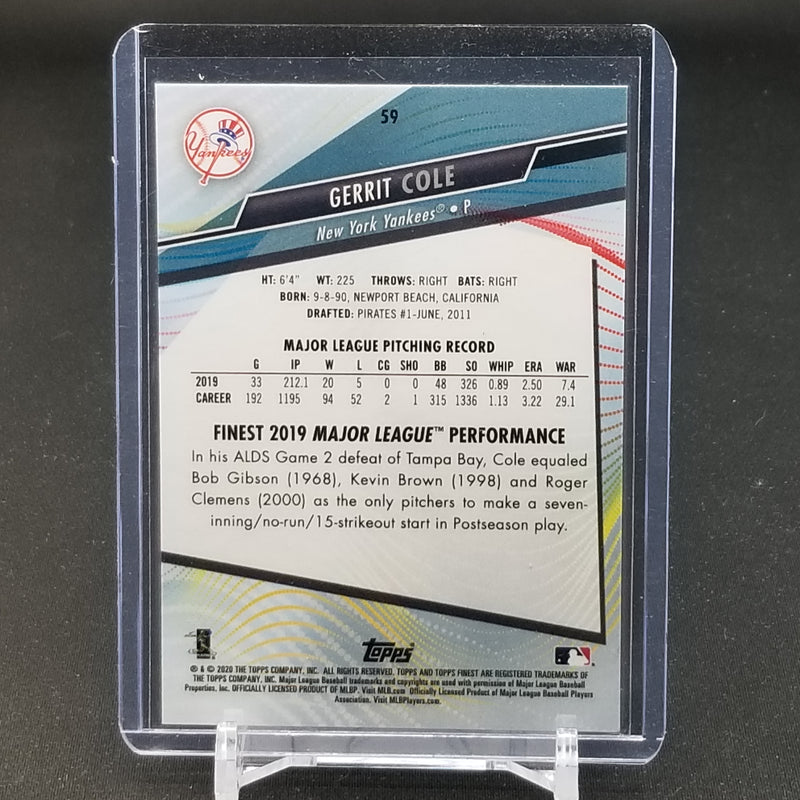 59
Yankees
GERRIT COLE
New York Yankees® • P
HT: 6'4" WT: 225 THROWS: RIGHT BATS: RIGHT
BORN: 9-8-90, NEWPORT BEACH, CALIFORNIA
DRAFTED: PIRATES #1-JUNE, 2011
MAJOR LEAGUE PITCHING RECORD
G IP W L CG SHO BB SO WHIP ERA WAR
2019 33 212.1 20 5 0 0 48 326 0.89 2.50 7.4
CAREER 192 1195 94 52 2 1 315 1336 1.13 3.22 29.1
FINEST 2019 MAJOR LEAGUE™ PERFORMANCE
In his ALDS Game 2 defeat of Tampa Bay, Cole equaled
Bob Gibson (1968), Kevin Brown (1998) and Roger
Clemens (2000) as the only pitchers to make a seven-
inning/no-run/15-strikeout start in Postseason play.
Topps
® & © 2020 THE TOPPS COMPANY, INC. ALL RIGHTS RESERVED. TOPPS AND TOPPS FINEST ARE REGISTERED TRADEMARKS OF
THE TOPPS COMPANY, INC. Major League Baseball trademarks and copyrights are used with permission of Major League Baseball
Properties, Inc. OFFICIALLY LICENSED PRODUCT OF MLBP. Visit MLB.com Officially Licensed Product of Major League Baseball Players
Association. Visit MLBPlayers.com.